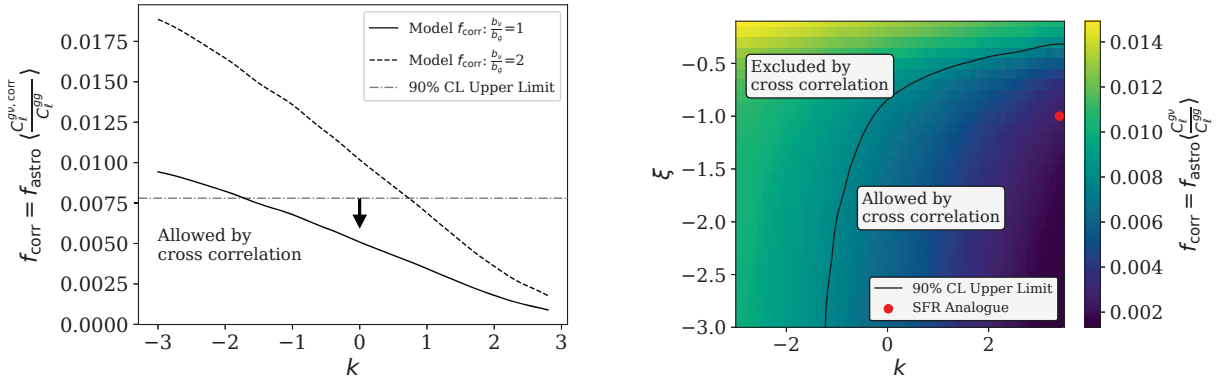 0.0175
0.0150
0.0125
0.0100
0.0075
0.0050
0.0025
0.0000
f_corr = f_astro ⟨C_ℓ^{gν, corr}/C_ℓ^{gg}⟩
Model f_corr: b_ν/b_g=1
Model f_corr: b_ν/b_g=2
90% CL Upper Limit
Allowed by
cross correlation
−3 −2 −1 0 1 2 3
k
−0.5
−1.0
−1.5
−2.0
−2.5
−3.0
ξ
Excluded by
cross correlation
Allowed by
cross correlation
90% CL Upper Limit
SFR Analogue
−2 0 2
k
0.014
0.012
0.010
0.008
0.006
0.004
0.002
f_corr = f_astro⟨C_ℓ^{gν}/C_ℓ^{gg}⟩